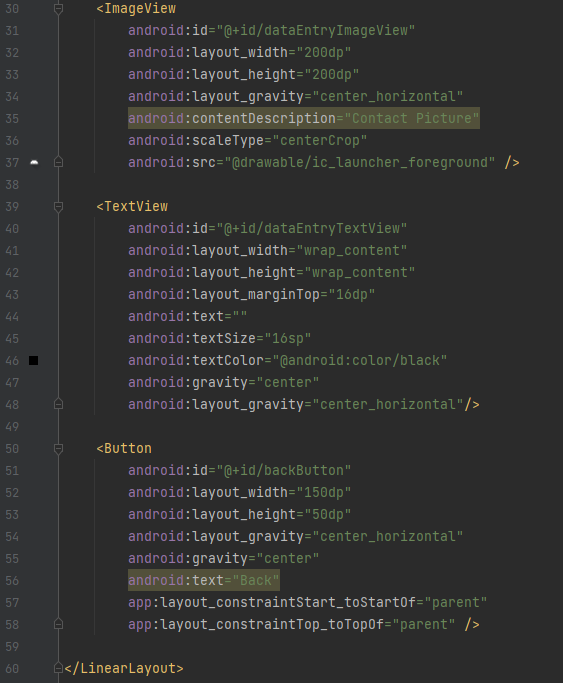 30 <ImageView
31 android:id="@+id/dataEntryImageView"
32 android:layout_width="200dp"
33 android:layout_height="200dp"
34 android:layout_gravity="center_horizontal"
35 android:contentDescription="Contact Picture"
36 android:scaleType="centerCrop"
37 android:src="@drawable/ic_launcher_foreground" />
38
39 <TextView
40 android:id="@+id/dataEntryTextView"
41 android:layout_width="wrap_content"
42 android:layout_height="wrap_content"
43 android:layout_marginTop="16dp"
44 android:text=""
45 android:textSize="16sp"
46 android:textColor="@android:color/black"
47 android:gravity="center"
48 android:layout_gravity="center_horizontal"/>
49
50 <Button
51 android:id="@+id/backButton"
52 android:layout_width="150dp"
53 android:layout_height="50dp"
54 android:layout_gravity="center_horizontal"
55 android:gravity="center"
56 android:text="Back"
57 app:layout_constraintStart_toStartOf="parent"
58 app:layout_constraintTop_toTopOf="parent" />
59
60 </LinearLayout>